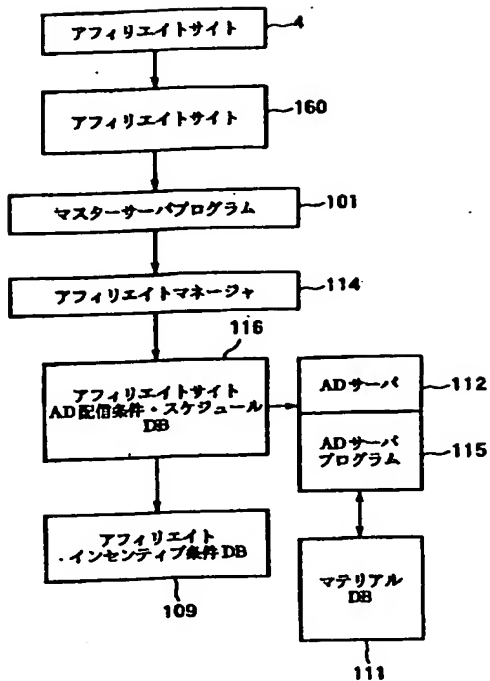 アフィリエイトサイト
4
アフィリエイトサイト
160
マスターサーバプログラム
101
アフィリエイトマネージャ
114
116
アフィリエイトサイト
AD配信条件・スケジュール
DB
ADサーバ
112
ADサーバ
プログラム
115
アフィリエイト
インセンティブ条件DB
109
マテリアル
DB
111